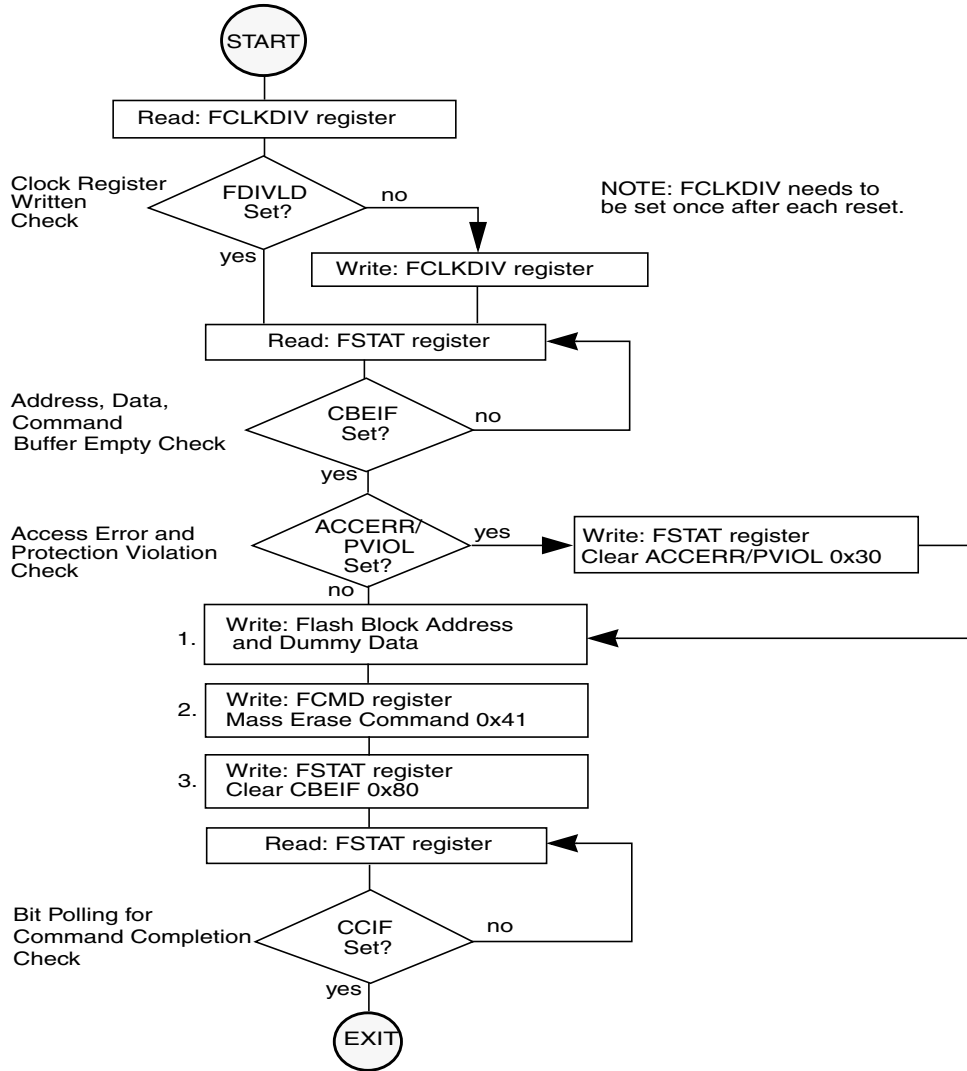 START
Read: FCLKDIV register
Clock Register
Written
Check
FDIVLD
Set?
no
yes
NOTE: FCLKDIV needs to
be set once after each reset.
Write: FCLKDIV register
Read: FSTAT register
Address, Data,
Command
Buffer Empty Check
CBEIF
Set?
no
yes
Access Error and
Protection Violation
Check
ACCERR/
PVIOL
Set?
yes
no
Write: FSTAT register
Clear ACCERR/PVIOL 0x30
1.
Write: Flash Block Address
and Dummy Data
2.
Write: FCMD register
Mass Erase Command 0x41
3.
Write: FSTAT register
Clear CBEIF 0x80
Read: FSTAT register
Bit Polling for
Command Completion
Check
CCIF
Set?
no
yes
EXIT